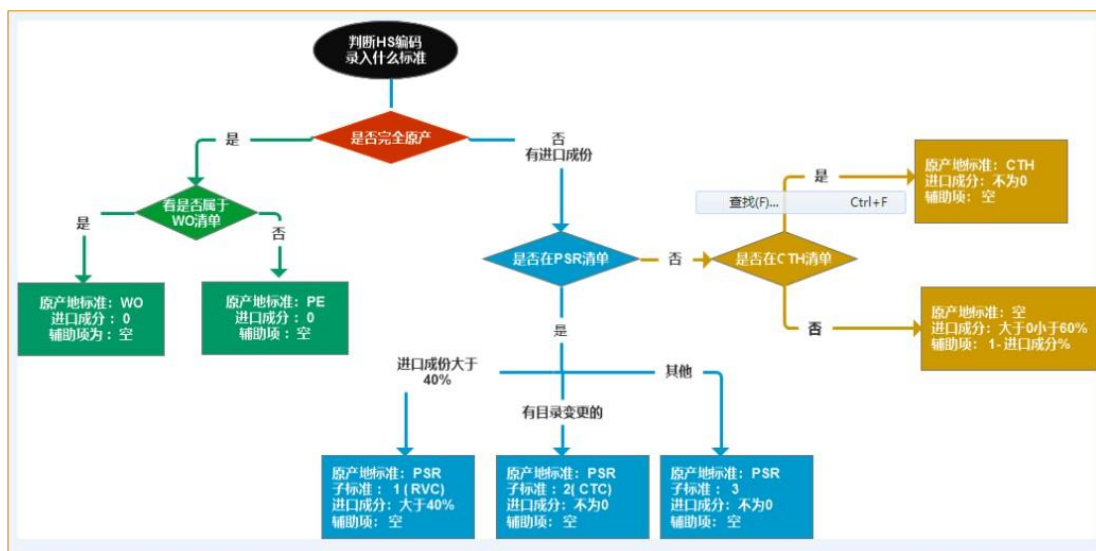 判断HS编码
录入什么标准
是否完全原产
是
否
有进口成份
看是否属于
WO清单
是
否
原产地标准：WO
进口成分：0
辅助项为：空
原产地标准：PE
进口成分：0
辅助项：空
是否在PSR清单
否
是否在CTH清单
查找(F)... Ctrl+F
是
原产地标准：CTH
进口成分：不为0
辅助项：空
否
原产地标准：空
进口成分：大于0小于60%
辅助项：1-进口成分%
是
进口成份大于
40%
有目录变更的
其他
原产地标准：PSR
子标准：1(RVC)
进口成分：大于40%
辅助项：空
原产地标准：PSR
子标准：2(CTC)
进口成分：不为0
辅助项：空
原产地标准：PSR
子标准：3
进口成分：不为0
辅助项：空